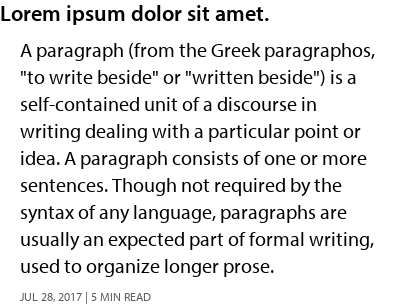 Lorem ipsum dolor sit amet.
A paragraph (from the Greek paragraphos,
"to write beside" or "written beside") is a
self-contained unit of a discourse in
writing dealing with a particular point or
idea. A paragraph consists of one or more
sentences. Though not required by the
syntax of any language, paragraphs are
usually an expected part of formal writing,
used to organize longer prose.
JUL 28, 2017 | 5 MIN READ